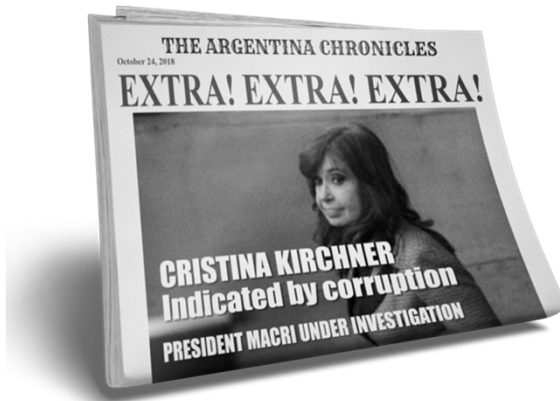 THE ARGENTINA CHRONICLES
October 24, 2018
EXTRA! EXTRA! EXTRA!
CRISTINA KIRCHNER
Indicated by corruption
PRESIDENT MACRI UNDER INVESTIGATION